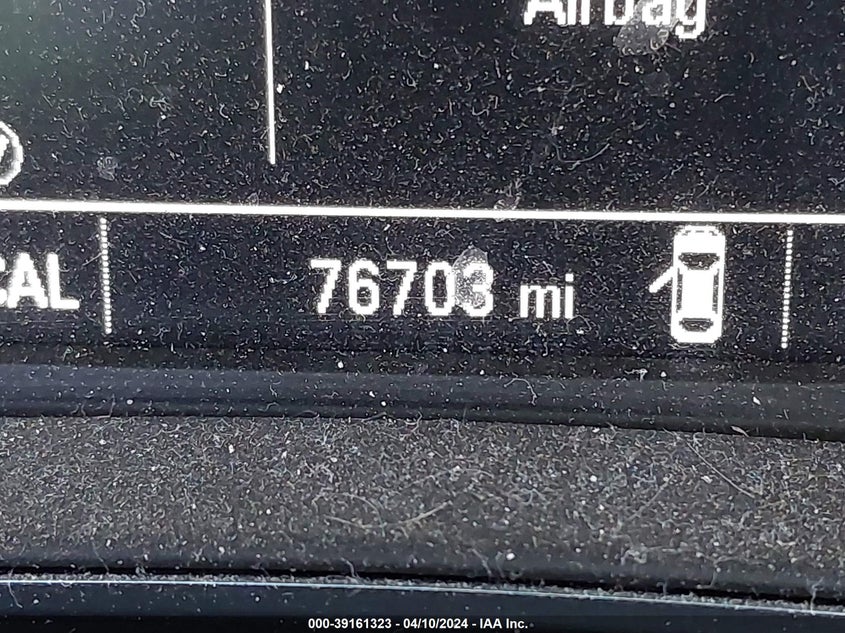 Airbag
CAL
76703 mi
000-39161323 - 04/10/2024 - IAA Inc.